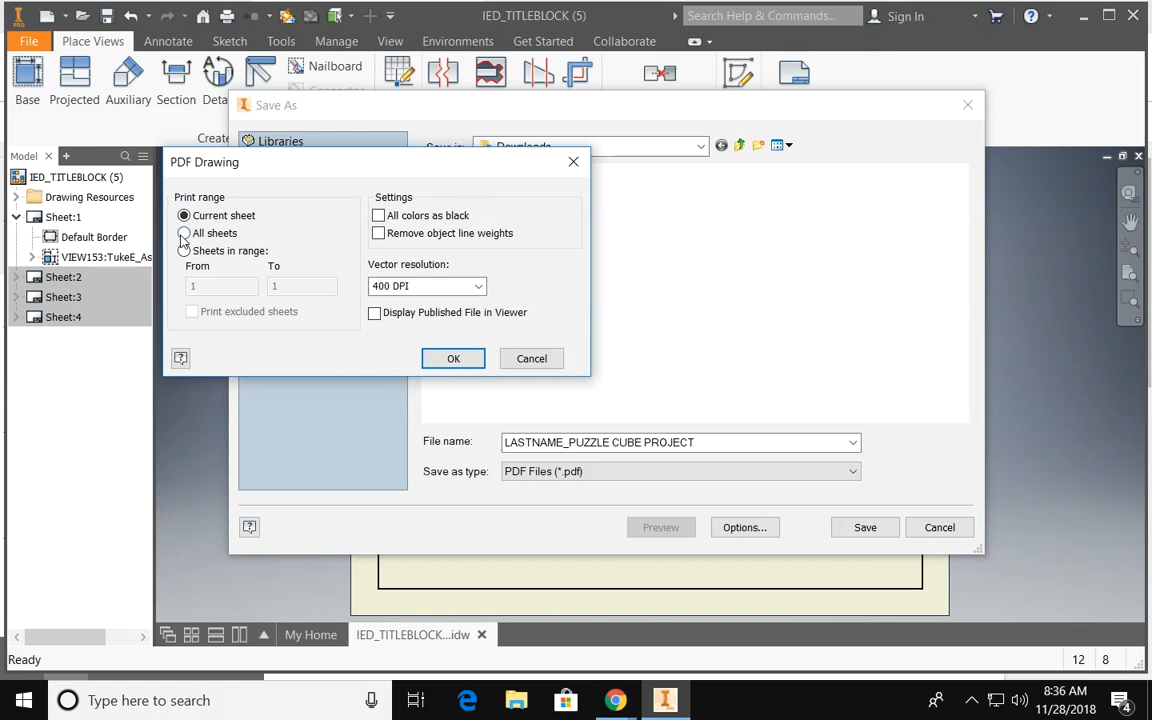 PRO
IED_TITLEBLOCK (5)
Search Help & Commands...
Sign In
File
Place Views
Annotate
Sketch
Tools
Manage
View
Environments
Get Started
Collaborate
Nailboard
Base
Projected
Auxiliary
Section
Deta
Create
Save As
Libraries
Save in:
Downloads
Model
IED_TITLEBLOCK (5)
Drawing Resources
Sheet:1
Default Border
VIEW153:TukeE_As
Sheet:2
Sheet:3
Sheet:4
PDF Drawing
Print range
Current sheet
All sheets
Sheets in range:
From
To
1
1
Print excluded sheets
Settings
All colors as black
Remove object line weights
Vector resolution:
400 DPI
Display Published File in Viewer
OK
Cancel
File name:
LASTNAME_PUZZLE CUBE PROJECT
Save as type:
PDF Files (*.pdf)
Preview
Options...
Save
Cancel
My Home
IED_TITLEBLOCK...idw
Ready
12
8
Type here to search
8:36 AM
11/28/2018
4